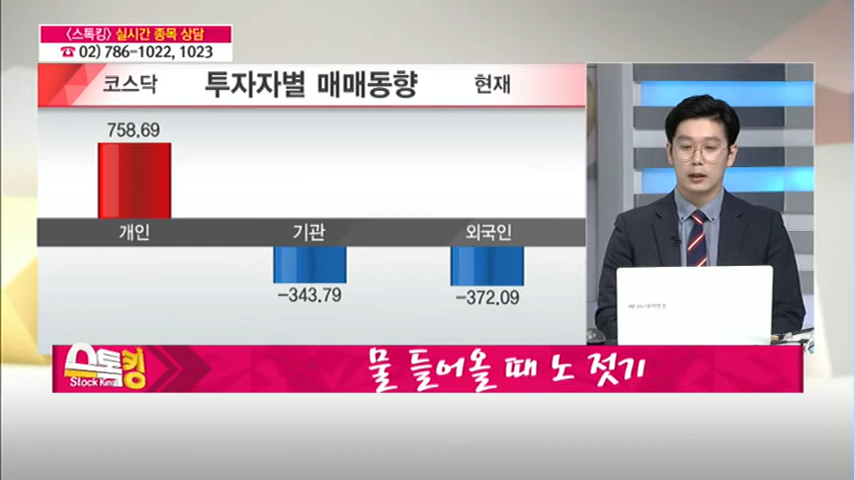 <스톡킹> 실시간 종목 상담
☎ 02) 786-1022, 1023
코스닥 투자자별 매매동향 현재
758.69
개인 기관 외국인
-343.79 -372.09
스톡킹
Stock King
물 들어올 때 노 젓기